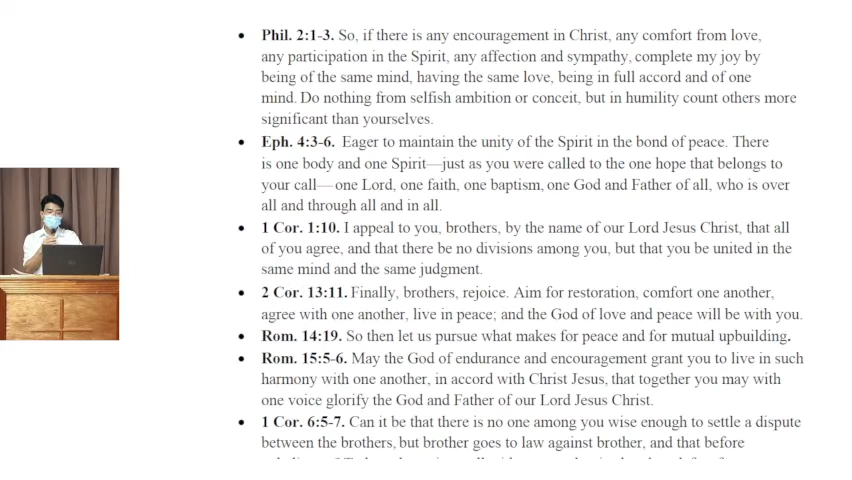 Phil. 2:1-3. So, if there is any encouragement in Christ, any comfort from love,
any participation in the Spirit, any affection and sympathy, complete my joy by
being of the same mind, having the same love, being in full accord and of one
mind. Do nothing from selfish ambition or conceit, but in humility count others more
significant than yourselves.
Eph. 4:3-6. Eager to maintain the unity of the Spirit in the bond of peace. There
is one body and one Spirit—just as you were called to the one hope that belongs to
your call—one Lord, one faith, one baptism, one God and Father of all, who is over
all and through all and in all.
1 Cor. 1:10. I appeal to you, brothers, by the name of our Lord Jesus Christ, that all
of you agree, and that there be no divisions among you, but that you be united in the
same mind and the same judgment.
2 Cor. 13:11. Finally, brothers, rejoice. Aim for restoration, comfort one another,
agree with one another, live in peace; and the God of love and peace will be with you.
Rom. 14:19. So then let us pursue what makes for peace and for mutual upbuilding.
Rom. 15:5-6. May the God of endurance and encouragement grant you to live in such
harmony with one another, in accord with Christ Jesus, that together you may with
one voice glorify the God and Father of our Lord Jesus Christ.
1 Cor. 6:5-7. Can it be that there is no one among you wise enough to settle a dispute
between the brothers, but brother goes to law against brother, and that before